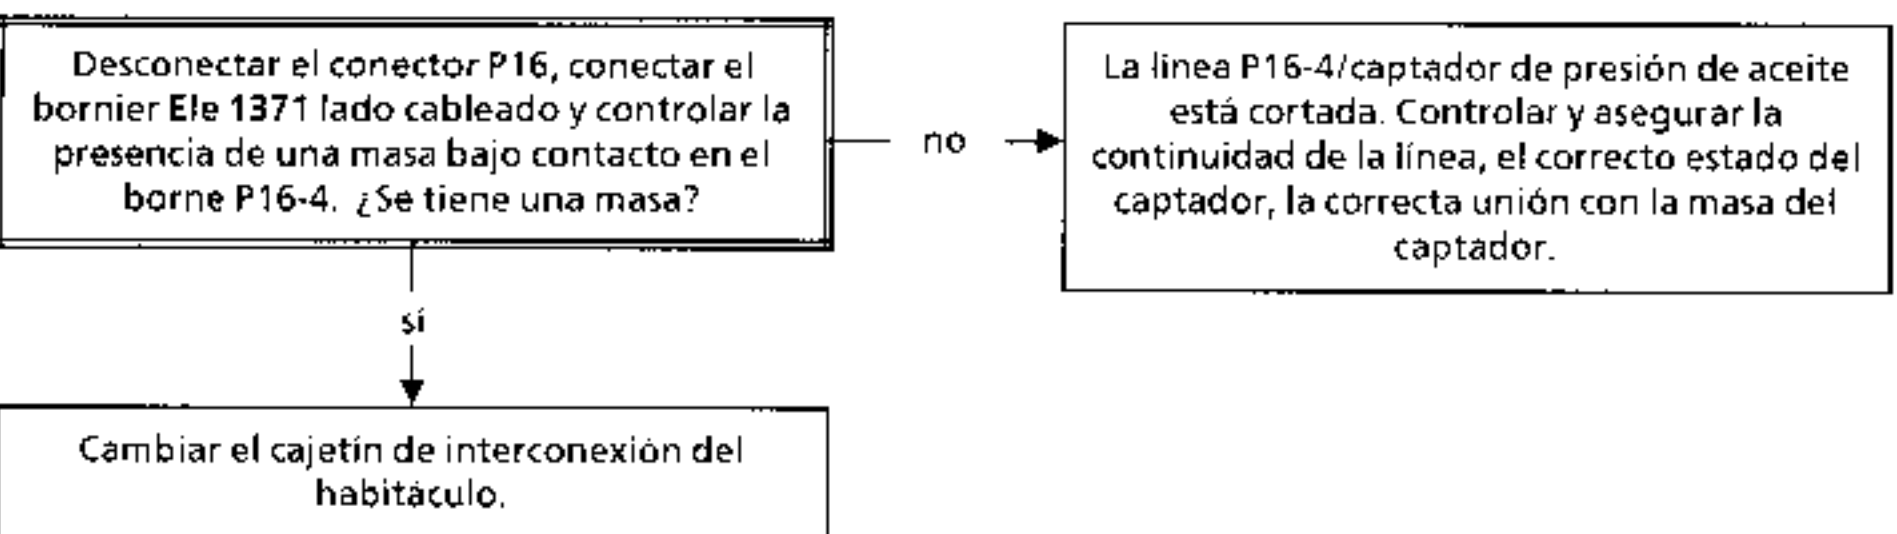 Desconectar el conector P16, conectar el
bornier Ele 1371 lado cableado y controlar la
presencia de una masa bajo contacto en el
borne P16-4. ¿Se tiene una masa?
no
La línea P16-4/captador de presión de aceite
está cortada. Controlar y asegurar la
continuidad de la línea, el correcto estado del
captador, la correcta unión con la masa del
captador.
sí
Cambiar el cajetín de interconexión del
habitáculo.